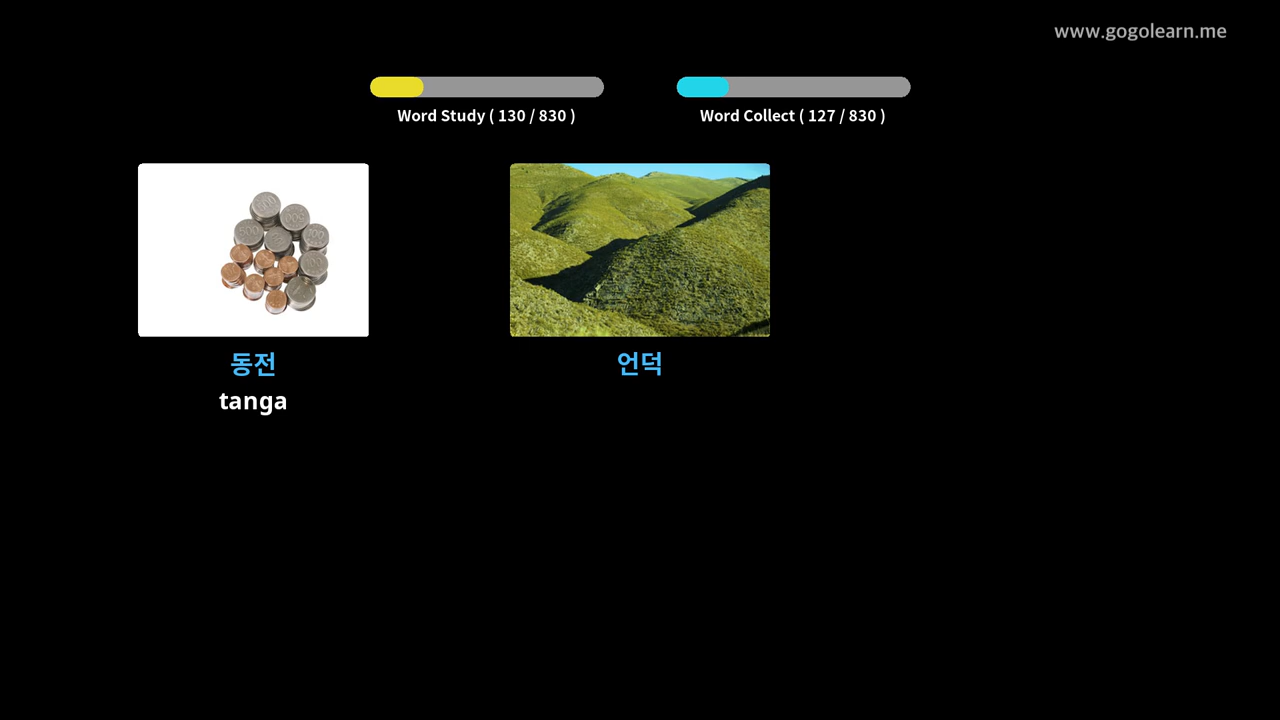 www.gogolearn.me
Word Study ( 130 / 830 )
Word Collect ( 127 / 830 )
동전
언덕
tanga